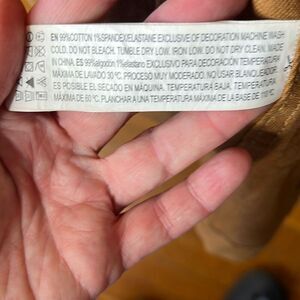 EN 99%COTTON 1%SPANDEX/ELASTANE EXCLUSIVE OF DECORATION MACHINE WASH
COLD. DO NOT BLEACH. TUMBLE DRY LOW. IRON LOW. DO NOT DRY CLEAN. MADE
IN CHINA. ES 99%algodón 1%elastano EXCLUSIVO PARA DECORACIÓN TEMPERATURA
MÁXIMA DE LAVADO 30°C. PROCESO MUY MODERADO. NO USAR BLANQUEADOR.
ES POSIBLE EL SECADO EN MÁQUINA. TEMPERATURA BAJA, TEMPERATURA
MÁXIMA DE 60°C. PLANCHAR A UNA TEMPERATURA MÁXIMA DE LA BASE DE 110°C.